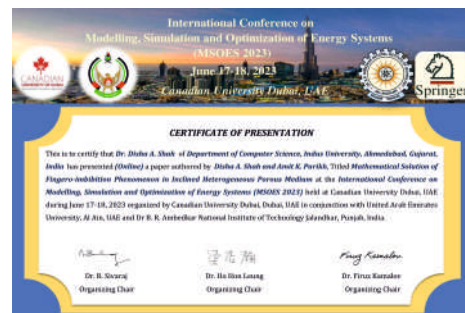 International Conference on
Modelling, Simulation and Optimization of Energy Systems
(MSOES 2023)
June 17-18, 2023
Canadian University Dubai, UAE
CANADIAN
Springer
CERTIFICATE OF PRESENTATION
This is to certify that Dr. Disha A. Shah of Department of Computer Science, Indus University, Ahmedabad, Gujarat,
India has presented (Online) a paper authored by Disha A. Shah and Amit K. Parikh, Titled Mathematical Solution of
Fingero-Imbibition Phenomenon in Inclined Heterogeneous Porous Medium at the International Conference on
Modelling, Simulation and Optimization of Energy Systems (MSOES 2023) held at Canadian University Dubai, UAE
during June 17-18, 2023 organized by Canadian University Dubai, Dubai, UAE in conjunction with United Arab Emirates
University, Al Ain, UAE and Dr B. R. Ambedkar National Institute of Technology Jalandhar, Punjab, India.
Firuz Kamalov
Dr. R. Sivaraj
Dr. Ho Hon Leung
Dr. Firuz Kamalov
Organizing Chair
Organizing Chair
Organizing Chair